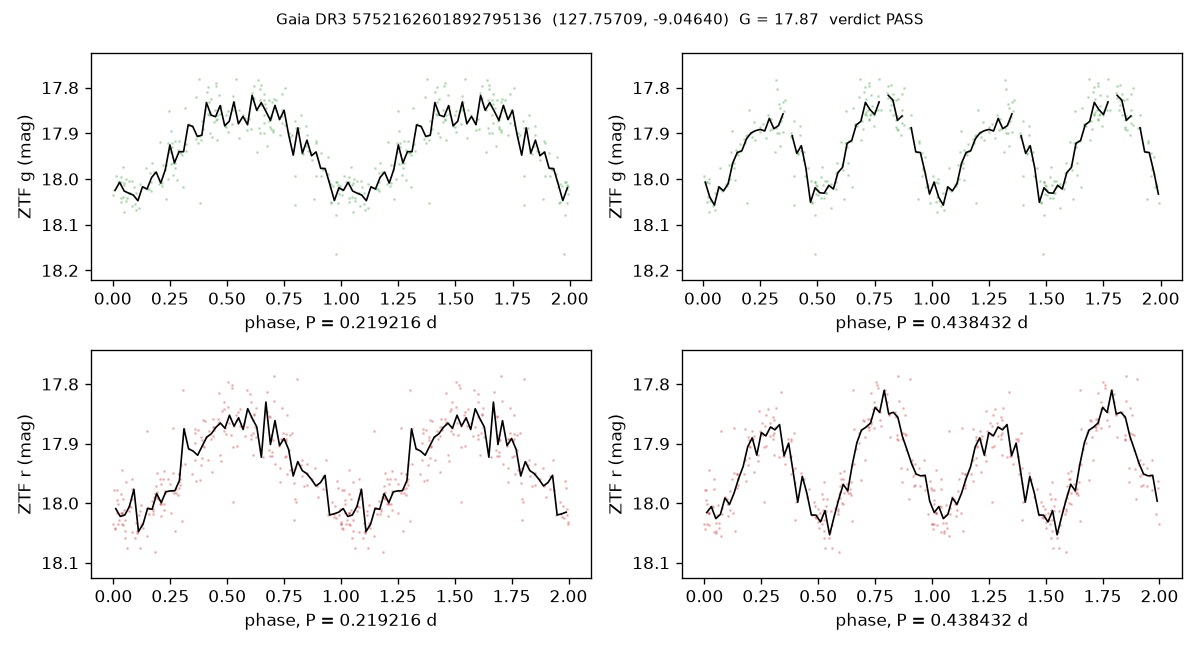 Gaia DR3 5752162601892795136 (127.75709, -9.04640) G = 17.87 verdict PASS
ZTF g (mag)
17.8
17.9
18.0
18.1
18.2
0.00 0.25 0.50 0.75 1.00 1.25 1.50 1.75 2.00
phase, P = 0.219216 d
ZTF g (mag)
17.8
17.9
18.0
18.1
18.2
0.00 0.25 0.50 0.75 1.00 1.25 1.50 1.75 2.00
phase, P = 0.438432 d
ZTF r (mag)
17.8
17.9
18.0
18.1
0.00 0.25 0.50 0.75 1.00 1.25 1.50 1.75 2.00
phase, P = 0.219216 d
ZTF r (mag)
17.8
17.9
18.0
18.1
0.00 0.25 0.50 0.75 1.00 1.25 1.50 1.75 2.00
phase, P = 0.438432 d